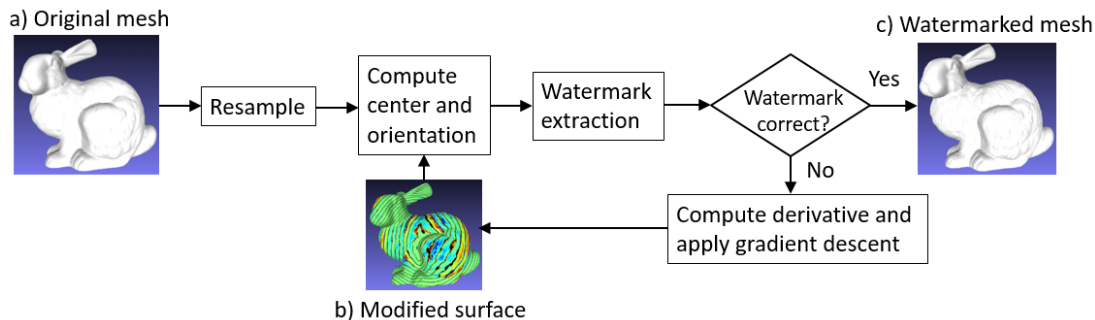 a) Original mesh
Resample
Compute
center and
orientation
Watermark
extraction
Watermark
correct?
Yes
c) Watermarked mesh
No
Compute derivative and
apply gradient descent
b) Modified surface